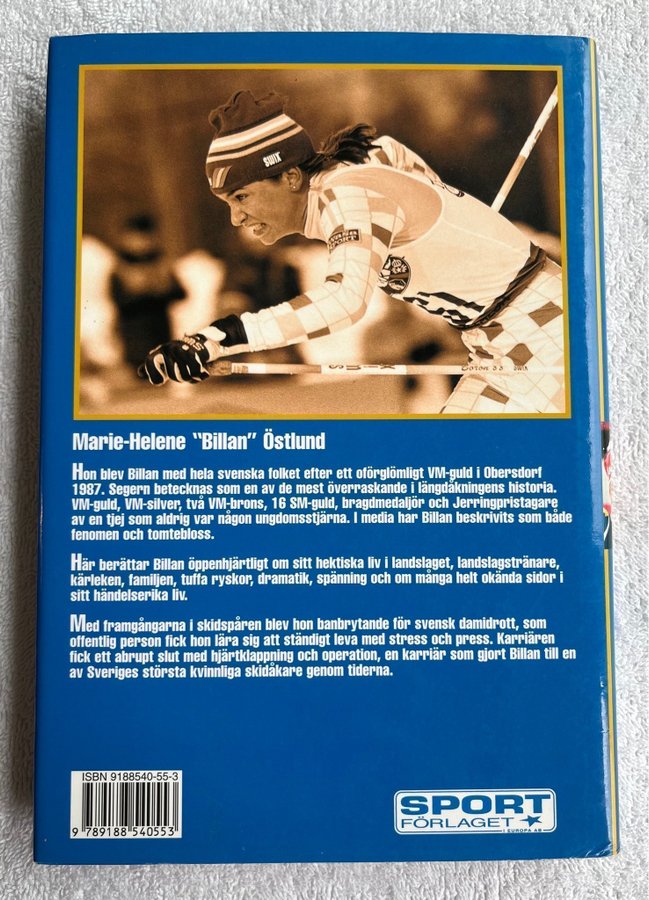 SWIX
SPORT
SWIX
SWIX
Marie-Helene "Billan" Östlund
Hon blev Billan med hela svenska folket efter ett oförglömligt VM-guld i Obersdorf
1987. Segern betecknas som en av de mest överraskande i längdåkningens historia.
VM-guld, VM-silver, två VM-brons, 16 SM-guld, bragdmedaljör och Jerringpristagare
av en tjej som aldrig var någon ungdomsstjärna. I media har Billan beskrivits som både
fenomen och tomtebloss.
Här berättar Billan öppenhjärtligt om sitt hektiska liv i landslaget, landslagstränare,
kärleken, familjen, tuffa ryskor, dramatik, spänning och om många helt okända sidor i
sitt händelserika liv.
Med framgångarna i skidspåren blev hon banbrytande för svensk damidrott, som
offentlig person fick hon lära sig att ständigt leva med stress och press. Karriären
fick ett abrupt slut med hjärtklappning och operation, en karriär som gjort Billan till en
av Sveriges största kvinnliga skidåkare genom tiderna.
ISBN 9188540-55-3
9 789188 540553
SPORT
FÖRLAGET
I EUROPA AB